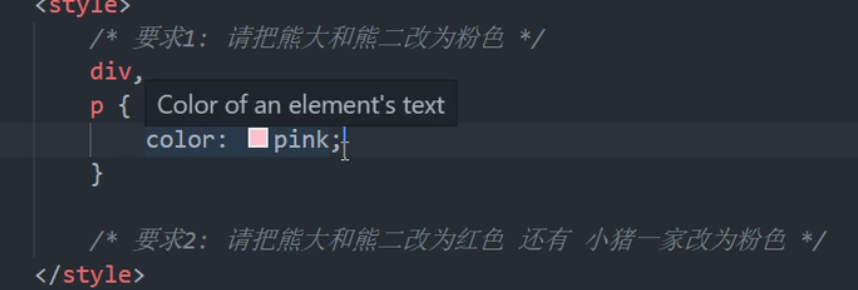 <style>
/* 要求1: 请把熊大和熊二改为粉色 */
div,
p {
Color of an element's text
color: pink;
}
/* 要求2: 请把熊大和熊二改为红色 还有 小猪一家改为粉色 */
</style>